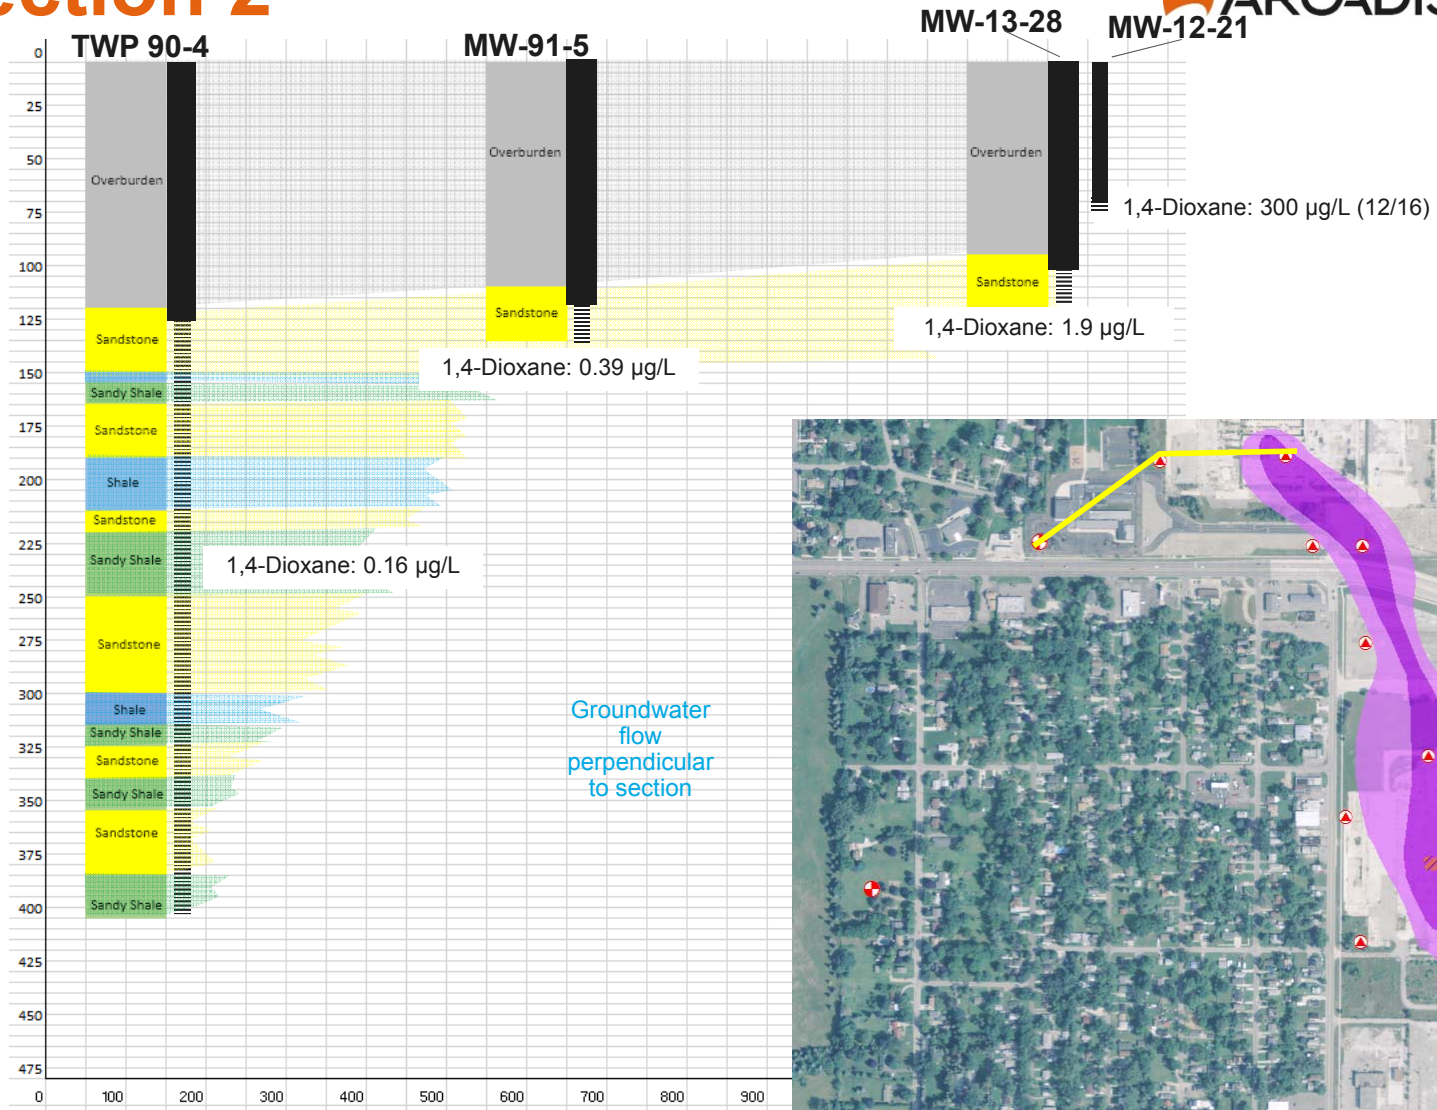 ection 2
ARCADIS
TWP 90-4
MW-91-5
MW-13-28
MW-12-21
0
25
50
75
100
125
150
175
200
225
250
275
300
325
350
375
400
425
450
475
0 100 200 300 400 500 600 700 800 900
Overburden
Sandstone
Sandy Shale
Sandstone
Shale
Sandstone
Sandy Shale
Sandstone
Shale
Sandy Shale
Sandstone
Sandy Shale
Sandstone
Sandy Shale
1,4-Dioxane: 0.16 µg/L
Overburden
Sandstone
1,4-Dioxane: 0.39 µg/L
Overburden
Sandstone
1,4-Dioxane: 1.9 µg/L
1,4-Dioxane: 300 µg/L (12/16)
Groundwater
flow
perpendicular
to section